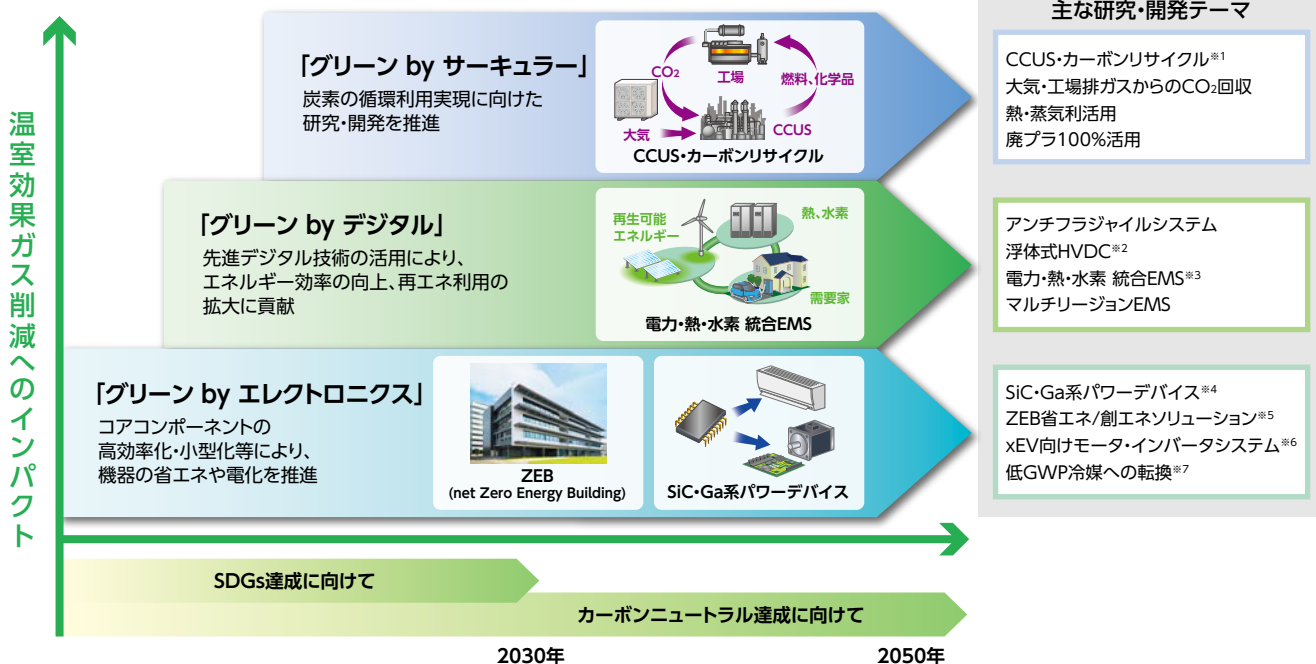 温室効果ガス削減へのインパクト
「グリーン by サーキュラー」
炭素の循環利用実現に向けた
研究・開発を推進
CO₂
工場
燃料、化学品
大気
CCUS
CCUS・カーボンリサイクル
「グリーン by デジタル」
先進デジタル技術の活用により、
エネルギー効率の向上、再エネ利用の
拡大に貢献
再生可能
エネルギー
熱、水素
需要家
電力・熱・水素 統合EMS
「グリーン by エレクトロニクス」
コアコンポーネントの
高効率化・小型化等により、
機器の省エネや電化を推進
ZEB
(net Zero Energy Building)
SiC・Ga系パワーデバイス
主な研究・開発テーマ
CCUS・カーボンリサイクル※1
大気・工場排ガスからのCO₂回収
熱・蒸気利活用
廃プラ100%活用
アンチフラジャイルシステム
浮体式HVDC※2
電力・熱・水素 統合EMS※3
マルチリージョンEMS
SiC・Ga系パワーデバイス※4
ZEB省エネ/創エネソリューション※5
xEV向けモータ・インバータシステム※6
低GWP冷媒への転換※7
SDGs達成に向けて
カーボンニュートラル達成に向けて
2030年
2050年